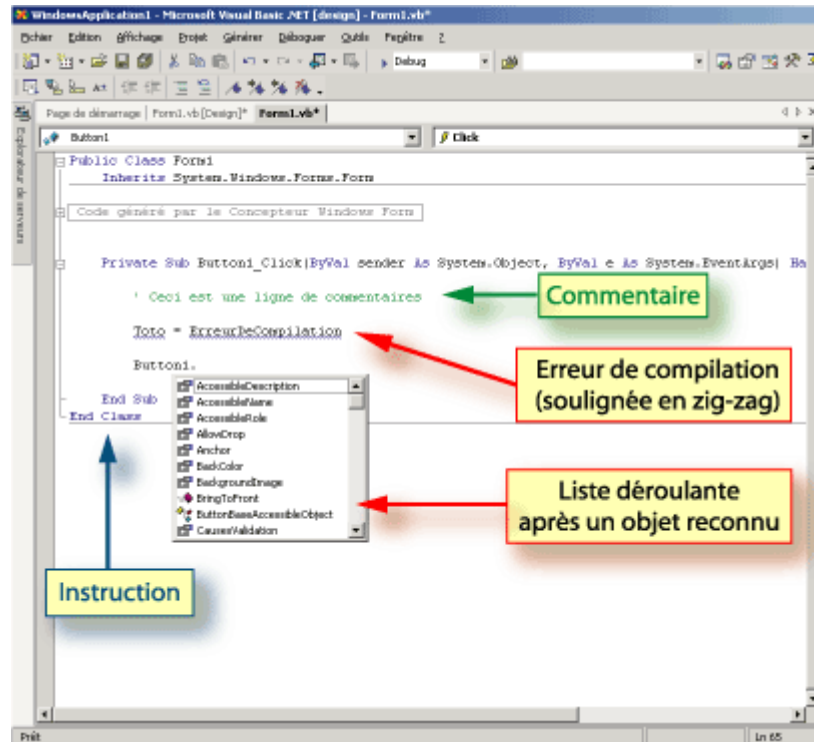 WindowsApplication1 - Microsoft Visual Basic .NET [design] - Form1.vb*
Fichier Edition Affichage Projet Générer Déboguer Outils Fenêtre ?
Debug
Page de démarrage Form1.vb [Design]* Form1.vb*
Button1 Click
Explorateur de serveurs
Public Class Form1
Inherits System.Windows.Forms.Form
Code généré par le Concepteur Windows Form
Private Sub Button1_Click(ByVal sender As System.Object, ByVal e As System.EventArgs) Ha
' Ceci est une ligne de commentaires
Commentaire
Toto = ErreurDeCompilation
Erreur de compilation
(soulignée en zig-zag)
Button1.
AccessibleDescription
AccessibleName
AccessibleRole
AllowDrop
Anchor
BackColor
BackgroundImage
BringToFront
ButtonBaseAccessibleObject
CausesValidation
End Sub
End Class
Liste déroulante
après un objet reconnu
Instruction
Prêt Ln 65